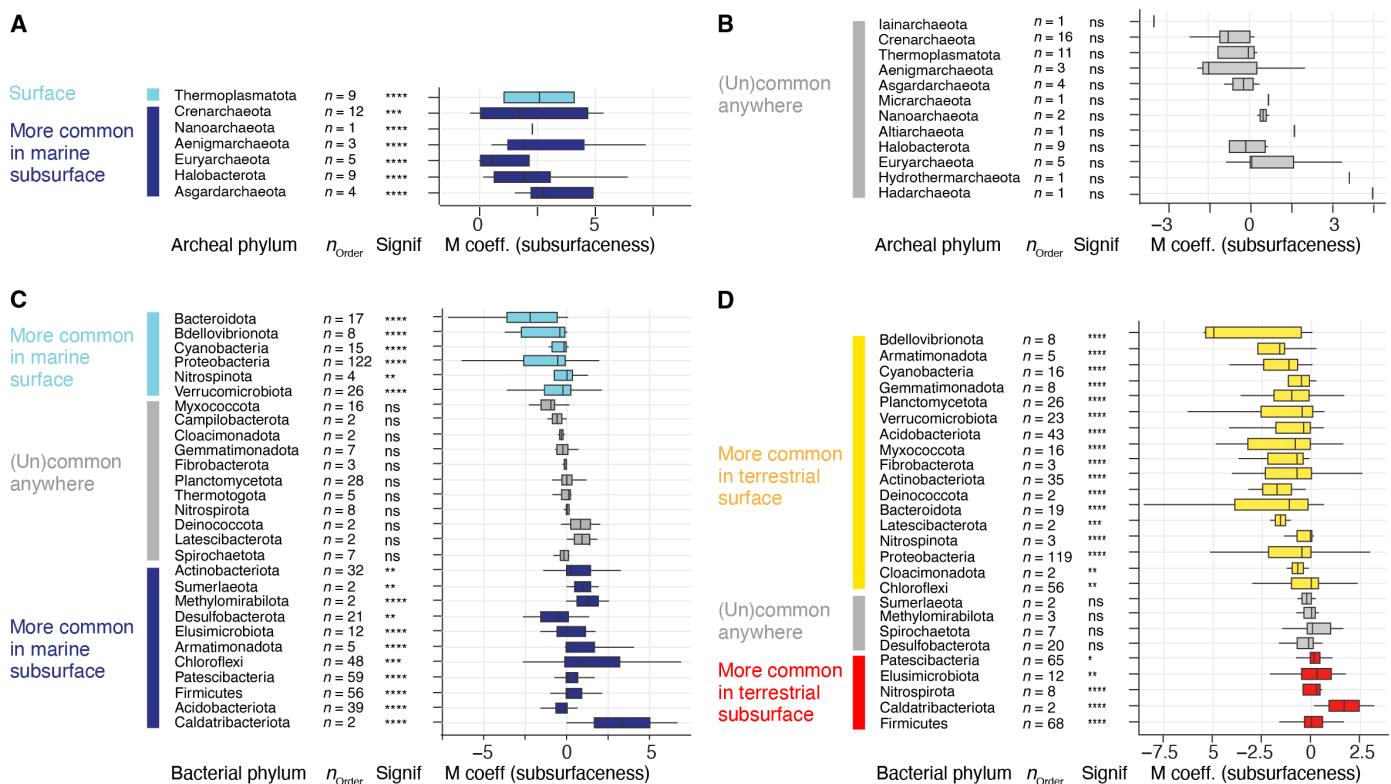 A
Surface
More common
in marine
subsurface
Thermoplasmatota n = 9 ****
Crenarchaeota n = 12 ***
Nanoarchaeota n = 1 ****
Aenigmarchaeota n = 3 ****
Euryarchaeota n = 5 ****
Halobacterota n = 9 ****
Asgardarchaeota n = 4 ****
0 5
Archeal phylum nOrder Signif M coeff. (subsurfaceness)
B
(Un)common
anywhere
Iainarchaeota n = 1 ns
Crenarchaeota n = 16 ns
Thermoplasmatota n = 11 ns
Aenigmarchaeota n = 3 ns
Asgardarchaeota n = 4 ns
Micrarchaeota n = 1 ns
Nanoarchaeota n = 2 ns
Altiarchaeota n = 1 ns
Halobacterota n = 9 ns
Euryarchaeota n = 5 ns
Hydrothermarchaeota n = 1 ns
Hadarchaeota n = 1 ns
−3 0 3
Archeal phylum nOrder Signif M coeff. (subsurfaceness)
C
More common
in marine
surface
Bacteroidota n = 17 ****
Bdellovibrionota n = 8 ****
Cyanobacteria n = 15 ****
Proteobacteria n = 122 ****
Nitrospinota n = 4 **
Verrucomicrobiota n = 26 ****
(Un)common
anywhere
Myxococcota n = 16 ns
Campilobacterota n = 2 ns
Cloacimonadota n = 2 ns
Gemmatimonadota n = 7 ns
Fibrobacterota n = 3 ns
Planctomycetota n = 28 ns
Thermotogota n = 5 ns
Nitrospirota n = 8 ns
Deinococcota n = 2 ns
Latescibacterota n = 2 ns
Spirochaetota n = 7 ns
More common
in marine
subsurface
Actinobacteriota n = 32 **
Sumerlaeota n = 2 **
Methylomirabilota n = 2 ****
Desulfobacterota n = 21 **
Elusimicrobiota n = 12 ****
Armatimonadota n = 5 ****
Chloroflexi n = 48 ***
Patescibacteria n = 59 ****
Firmicutes n = 56 ****
Acidobacteriota n = 39 ****
Caldatribacteriota n = 2 ****
−5 0 5
Bacterial phylum nOrder Signif M coeff (subsurfaceness)
D
More common
in terrestrial
surface
Bdellovibrionota n = 8 ****
Armatimonadota n = 5 ****
Cyanobacteria n = 16 ****
Gemmatimonadota n = 8 ****
Planctomycetota n = 26 ****
Verrucomicrobiota n = 23 ****
Acidobacteriota n = 43 ****
Myxococcota n = 16 ****
Fibrobacterota n = 3 ****
Actinobacteriota n = 35 ****
Deinococcota n = 2 ****
Bacteroidota n = 19 ****
Latescibacterota n = 2 ***
Nitrospinota n = 3 ****
Proteobacteria n = 119 ****
Cloacimonadota n = 2 **
Chloroflexi n = 56 **
(Un)common
anywhere
Sumerlaeota n = 2 ns
Methylomirabilota n = 3 ns
Spirochaetota n = 7 ns
Desulfobacterota n = 20 ns
More common
in terrestrial
subsurface
Patescibacteria n = 65 *
Elusimicrobiota n = 12 **
Nitrospirota n = 8 ****
Caldatribacteriota n = 2 ****
Firmicutes n = 68 ****
−7.5 5 −2.5 0 2.5
Bacterial phylum nOrder Signif M coeff (subsurfaceness)